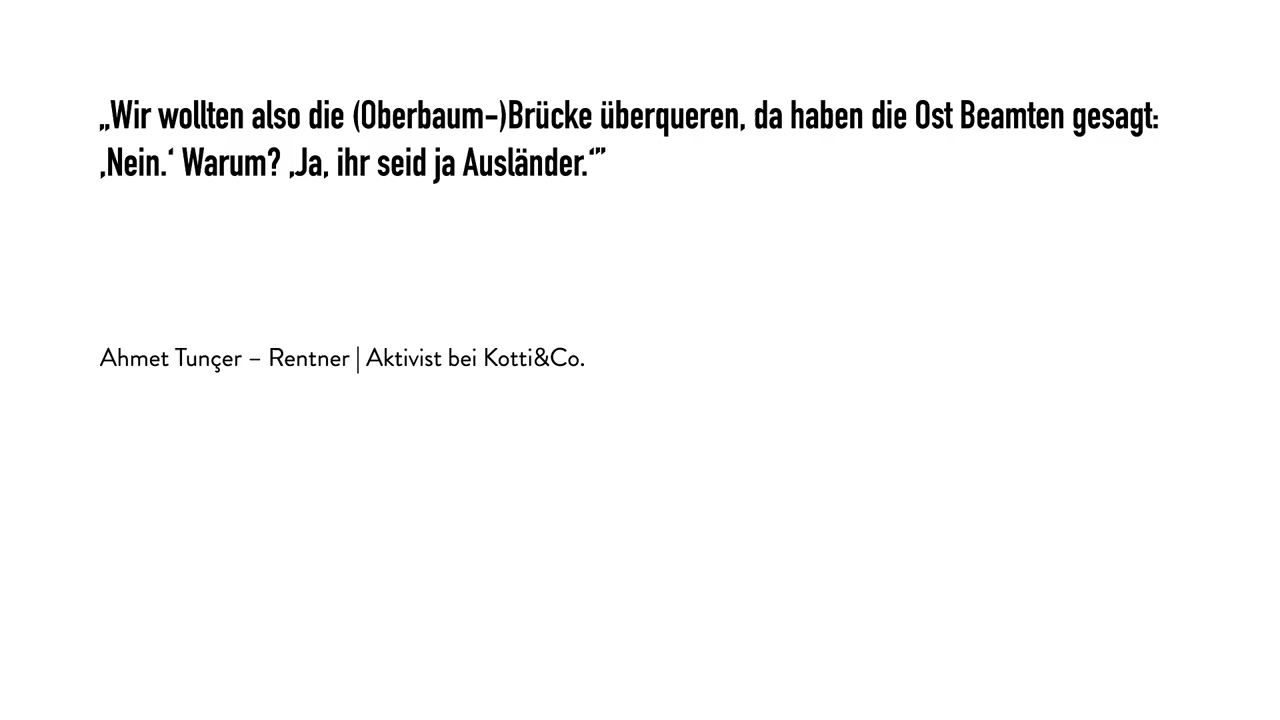 „Wir wollten also die (Oberbaum-)Brücke überqueren, da haben die Ost Beamten gesagt:
‚Nein.‘ Warum? ‚Ja, ihr seid ja Ausländer.‘”
Ahmet Tunçer – Rentner | Aktivist bei Kotti&Co.